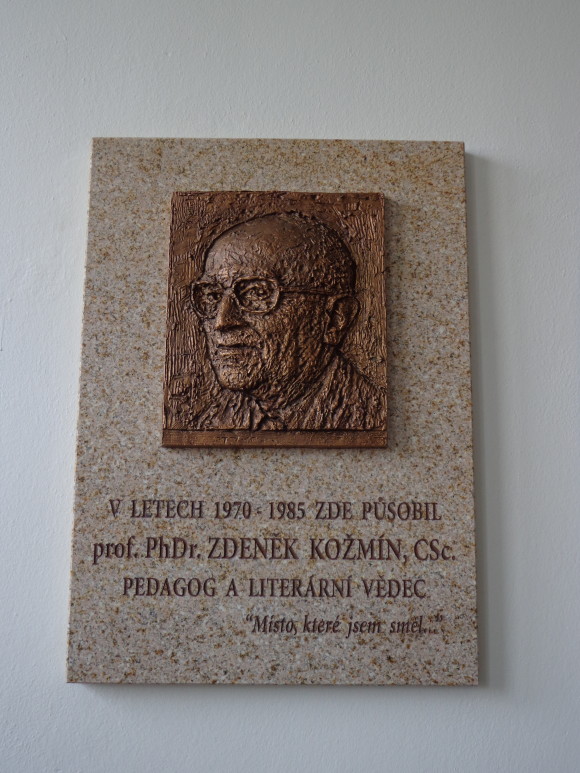 V LETECH 1970 - 1985 ZDE PŮSOBIL
prof. PhDr. ZDENĚK KOŽMÍN, CSc.
PEDAGOG A LITERÁRNÍ VĚDEC
"Místo, které jsem směl..."